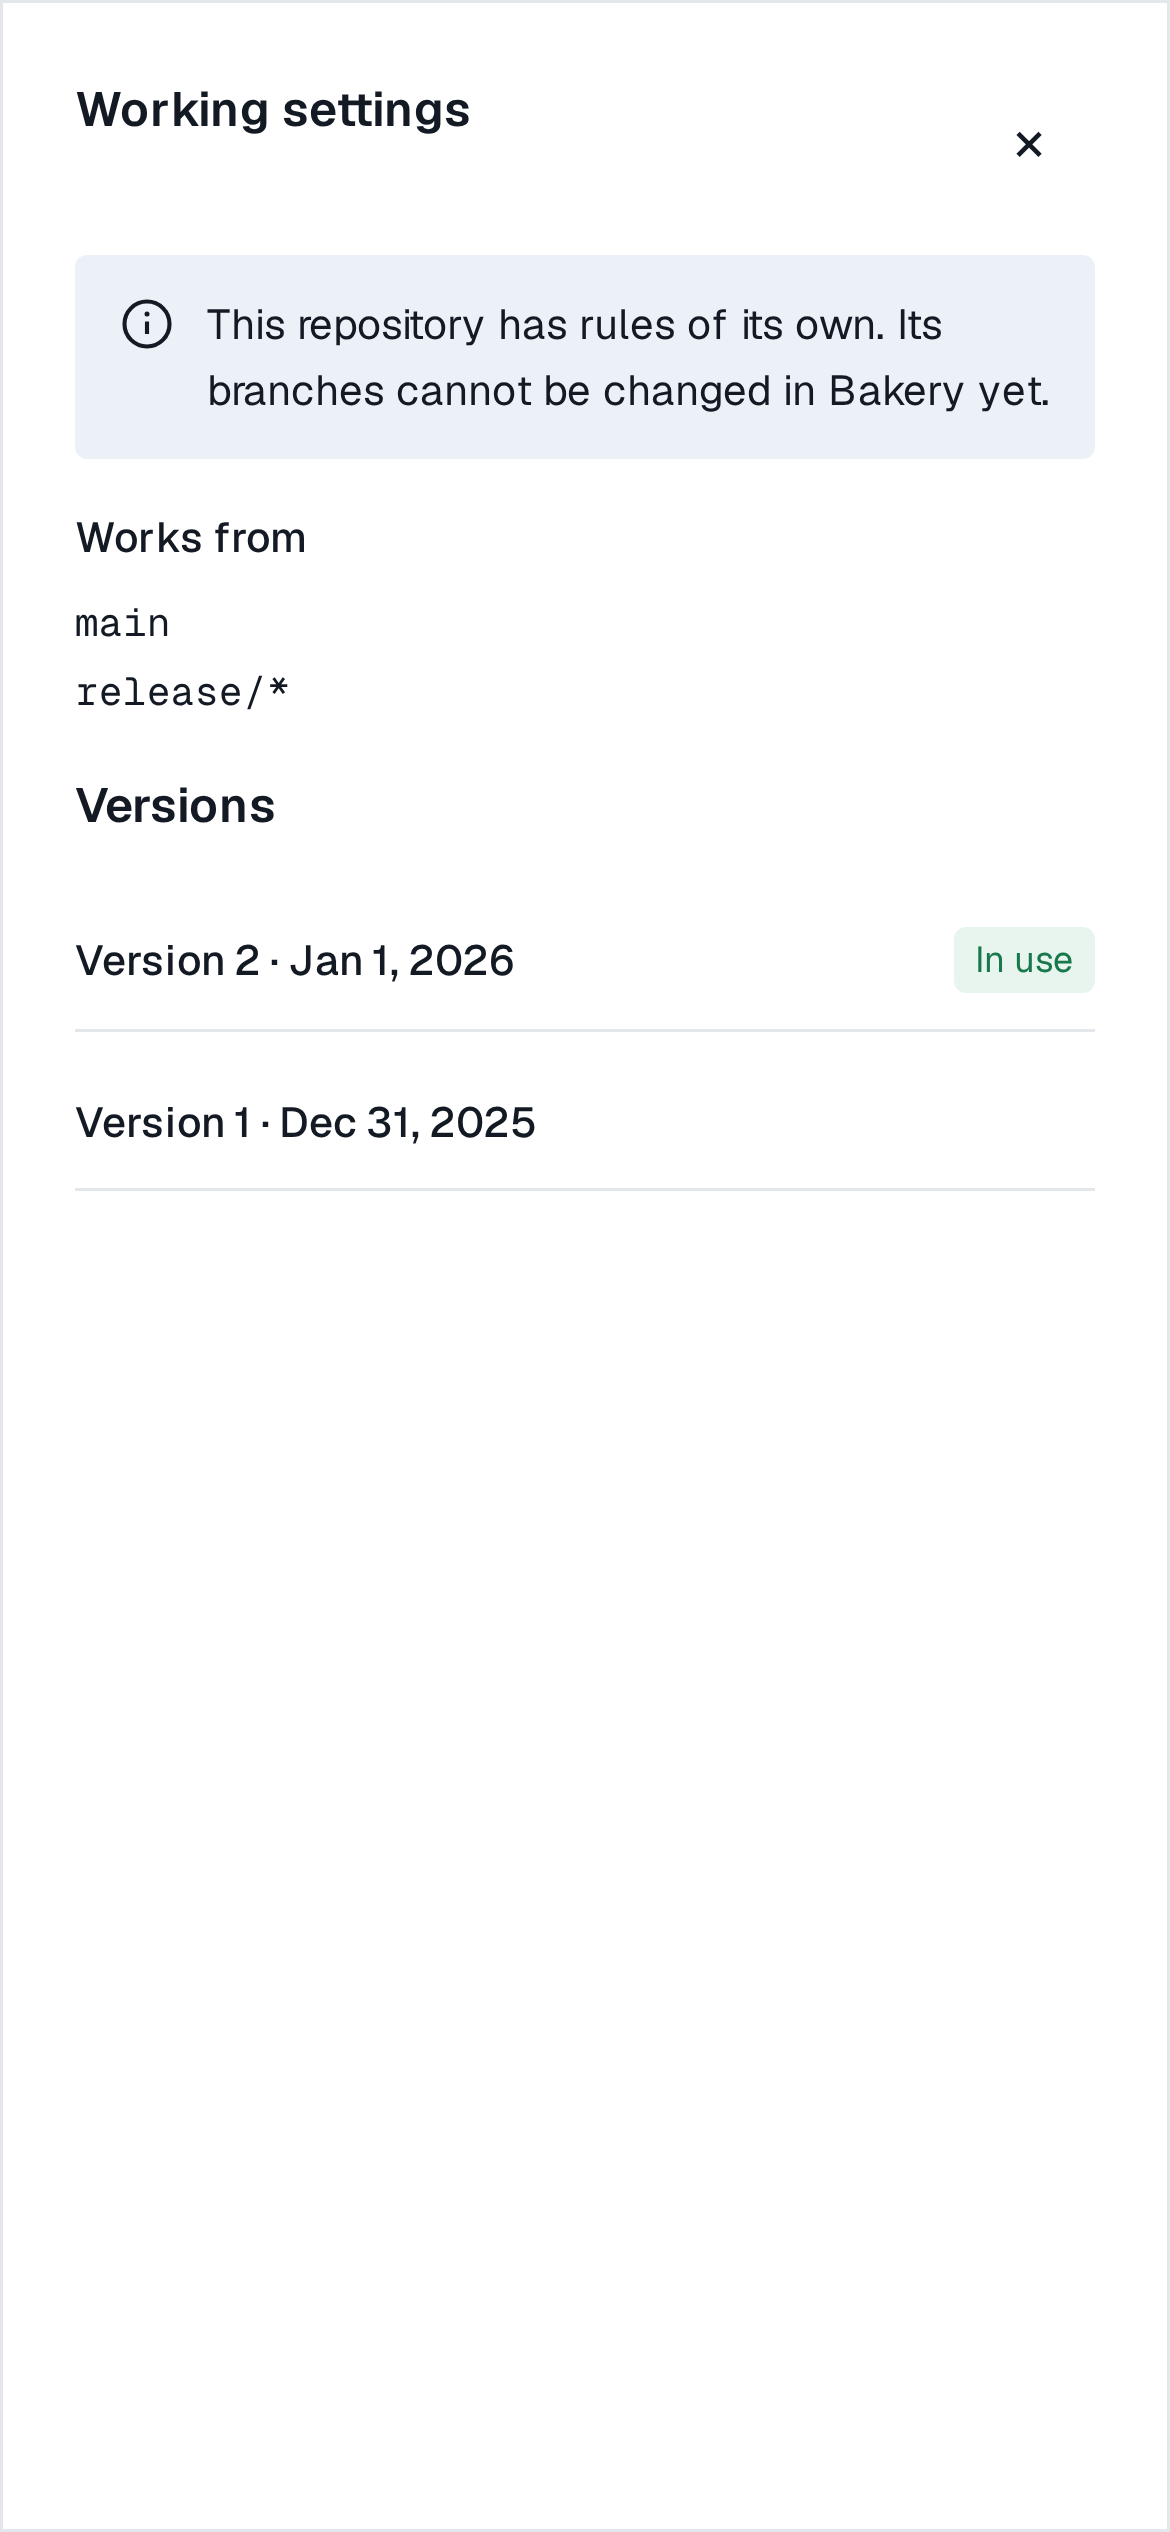 Working settings
This repository has rules of its own. Its
branches cannot be changed in Bakery yet.
Works from
main
release/*
Versions
Version 2 · Jan 1, 2026
In use
Version 1 · Dec 31, 2025